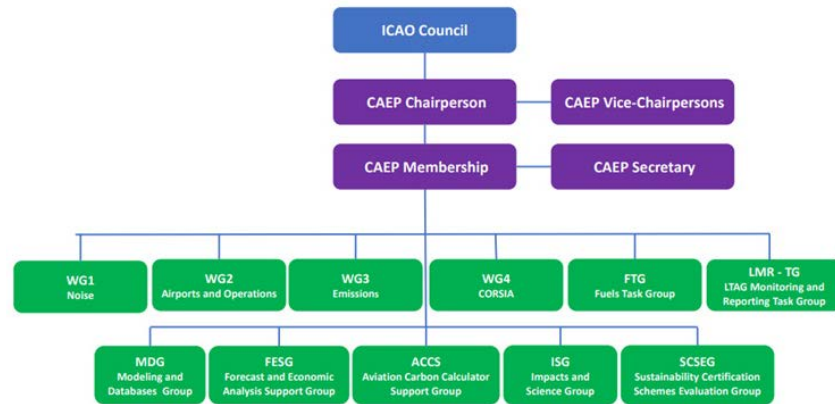 ICAO Council
CAEP Chairperson
CAEP Vice-Chairpersons
CAEP Membership
CAEP Secretary
WG1
Noise
WG2
Airports and Operations
WG3
Emissions
WG4
CORSIA
FTG
Fuels Task Group
LMR - TG
LTAG Monitoring and
Reporting Task Group
MDG
Modeling and
Databases Group
FESG
Forecast and Economic
Analysis Support Group
ACCS
Aviation Carbon Calculator
Support Group
ISG
Impacts and
Science Group
SCSEG
Sustainability Certification
Schemes Evaluation Group